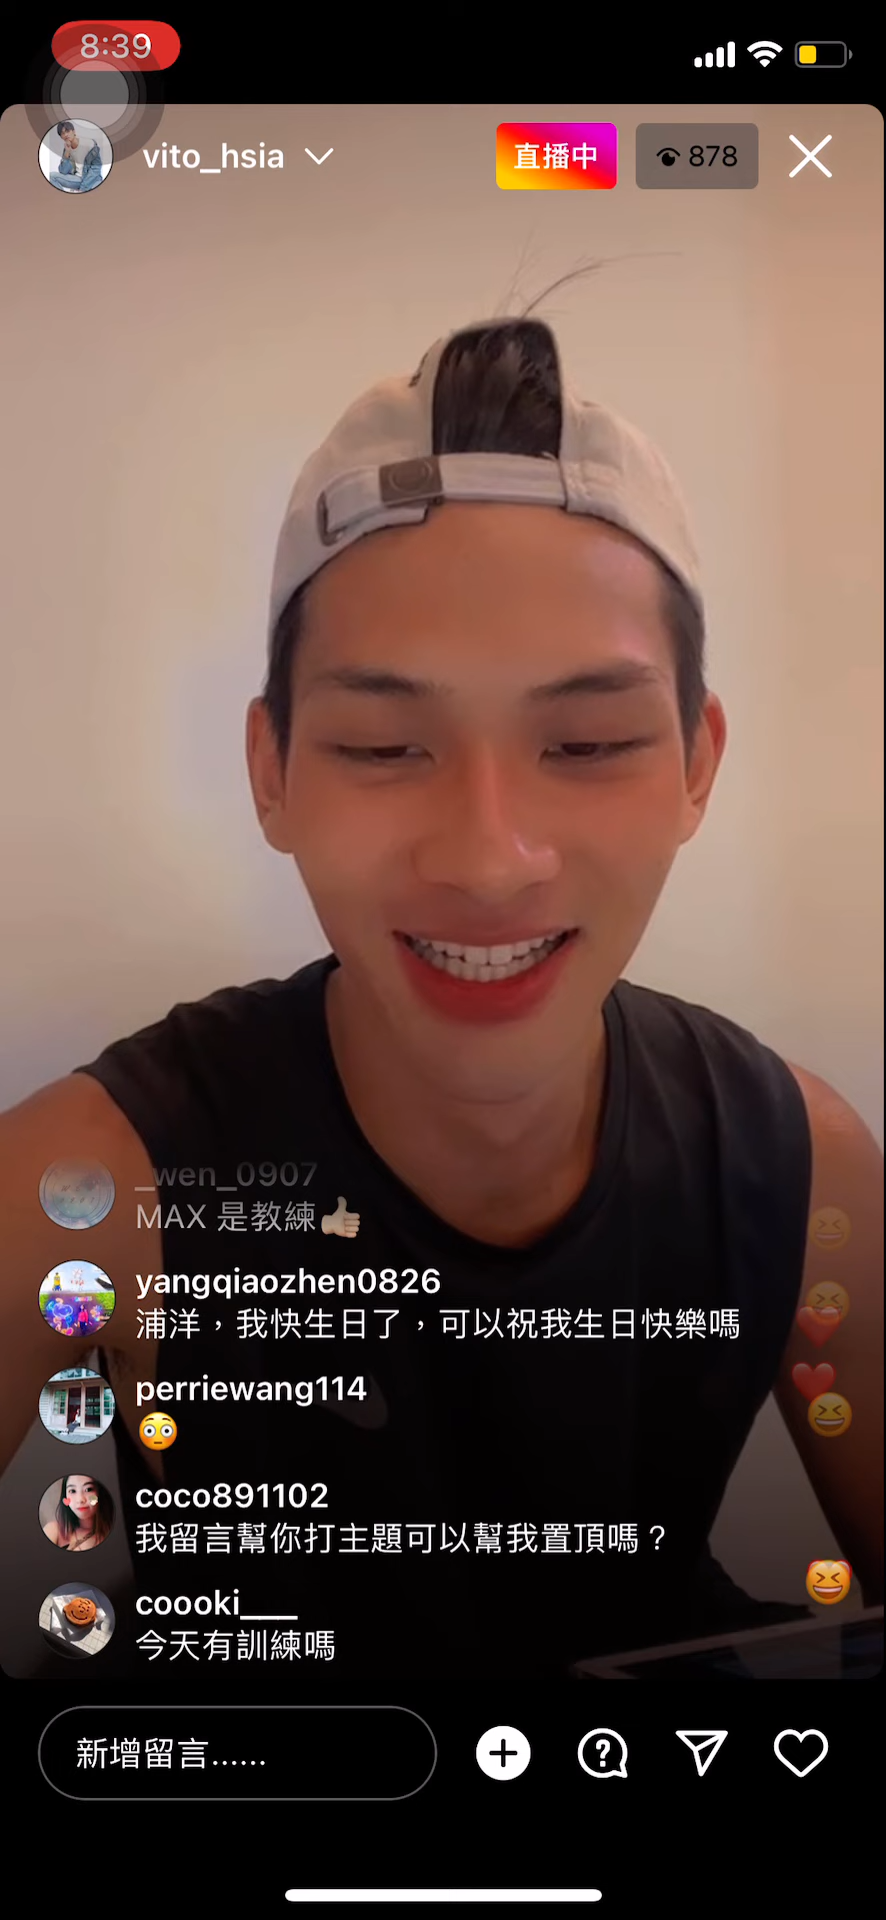 8:39
vito_hsia
直播中
878
_wen_0907
MAX 是教練👍🏻
yangqiaozhen0826
浦洋，我快生日了，可以祝我生日快樂嗎
perriewang114
😳
coco891102
我留言幫你打主題可以幫我置頂嗎？
coooki___
今天有訓練嗎
新增留言......